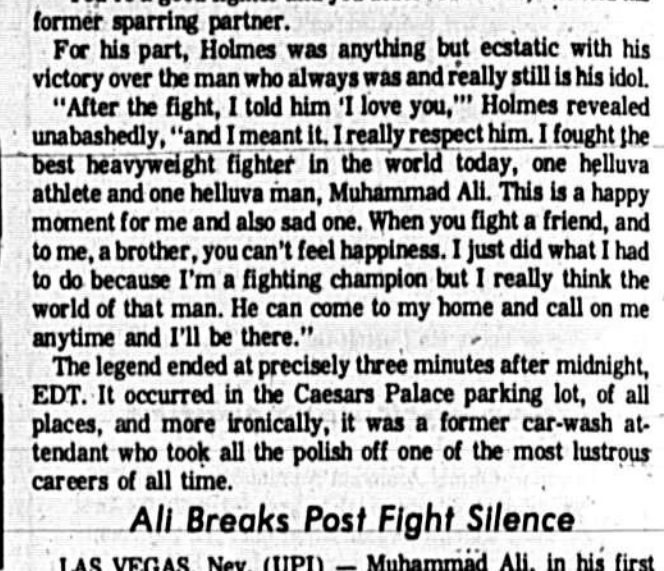 former sparring partner.
For his part, Holmes was anything but ecstatic with his
victory over the man who always was and really still is his idol.
"After the fight, I told him 'I love you,'" Holmes revealed
unabashedly, "and I meant it. I really respect him. I fought the
best heavyweight fighter in the world today, one helluva
athlete and one helluva man, Muhammad Ali. This is a happy
moment for me and also sad one. When you fight a friend, and
to me, a brother, you can't feel happiness. I just did what I had
to do because I'm a fighting champion but I really think the
world of that man. He can come to my home and call on me
anytime and I'll be there."
The legend ended at precisely three minutes after midnight,
EDT. It occurred in the Caesars Palace parking lot, of all
places, and more ironically, it was a former car-wash at-
tendant who took all the polish off one of the most lustrous
careers of all time.
Ali Breaks Post Fight Silence
LAS VEGAS, Nev. (UPI) — Muhammad Ali, in his first